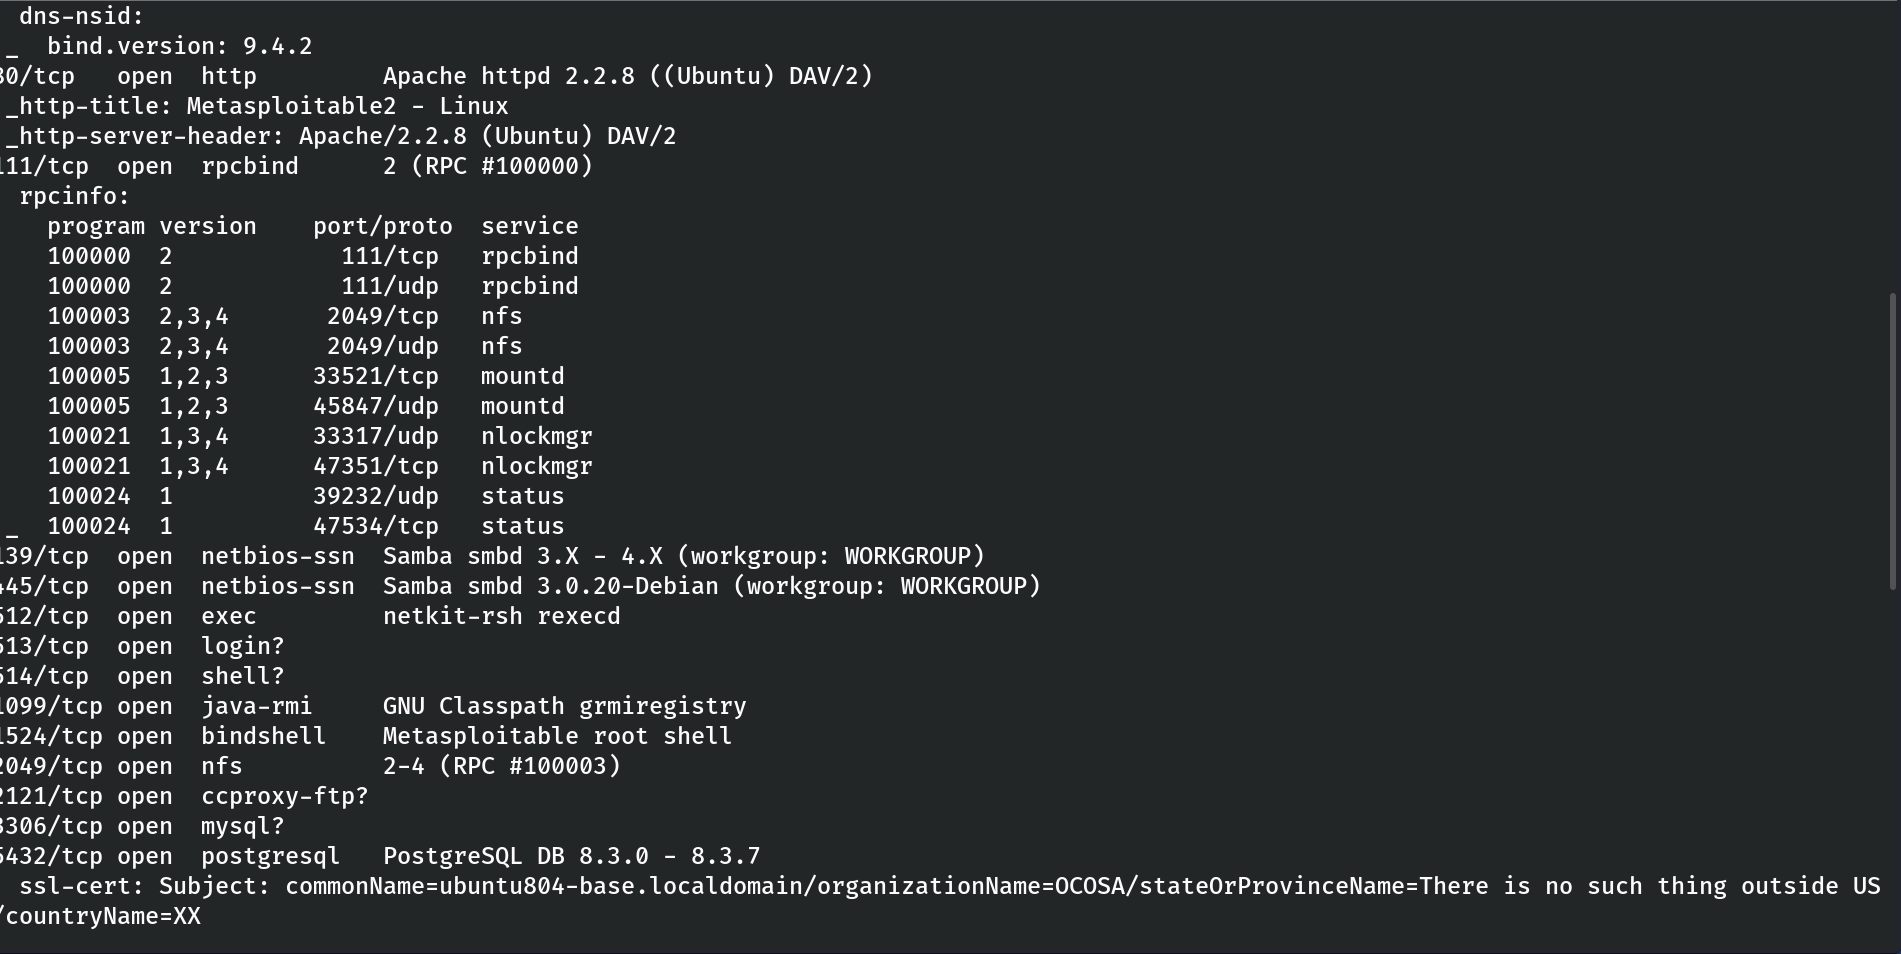 dns-nsid:
_ bind.version: 9.4.2
80/tcp open http Apache httpd 2.2.8 ((Ubuntu) DAV/2)
_http-title: Metasploitable2 - Linux
_http-server-header: Apache/2.2.8 (Ubuntu) DAV/2
111/tcp open rpcbind 2 (RPC #100000)
rpcinfo:
program version port/proto service
100000 2 111/tcp rpcbind
100000 2 111/udp rpcbind
100003 2,3,4 2049/tcp nfs
100003 2,3,4 2049/udp nfs
100005 1,2,3 33521/tcp mountd
100005 1,2,3 45847/udp mountd
100021 1,3,4 33317/udp nlockmgr
100021 1,3,4 47351/tcp nlockmgr
100024 1 39232/udp status
_ 100024 1 47534/tcp status
139/tcp open netbios-ssn Samba smbd 3.X - 4.X (workgroup: WORKGROUP)
445/tcp open netbios-ssn Samba smbd 3.0.20-Debian (workgroup: WORKGROUP)
512/tcp open exec netkit-rsh rexecd
513/tcp open login?
514/tcp open shell?
1099/tcp open java-rmi GNU Classpath grmiregistry
1524/tcp open bindshell Metasploitable root shell
2049/tcp open nfs 2-4 (RPC #100003)
2121/tcp open ccproxy-ftp?
3306/tcp open mysql?
5432/tcp open postgresql PostgreSQL DB 8.3.0 - 8.3.7
ssl-cert: Subject: commonName=ubuntu804-base.localdomain/organizationName=OCOSA/stateOrProvinceName=There is no such thing outside US
/countryName=XX